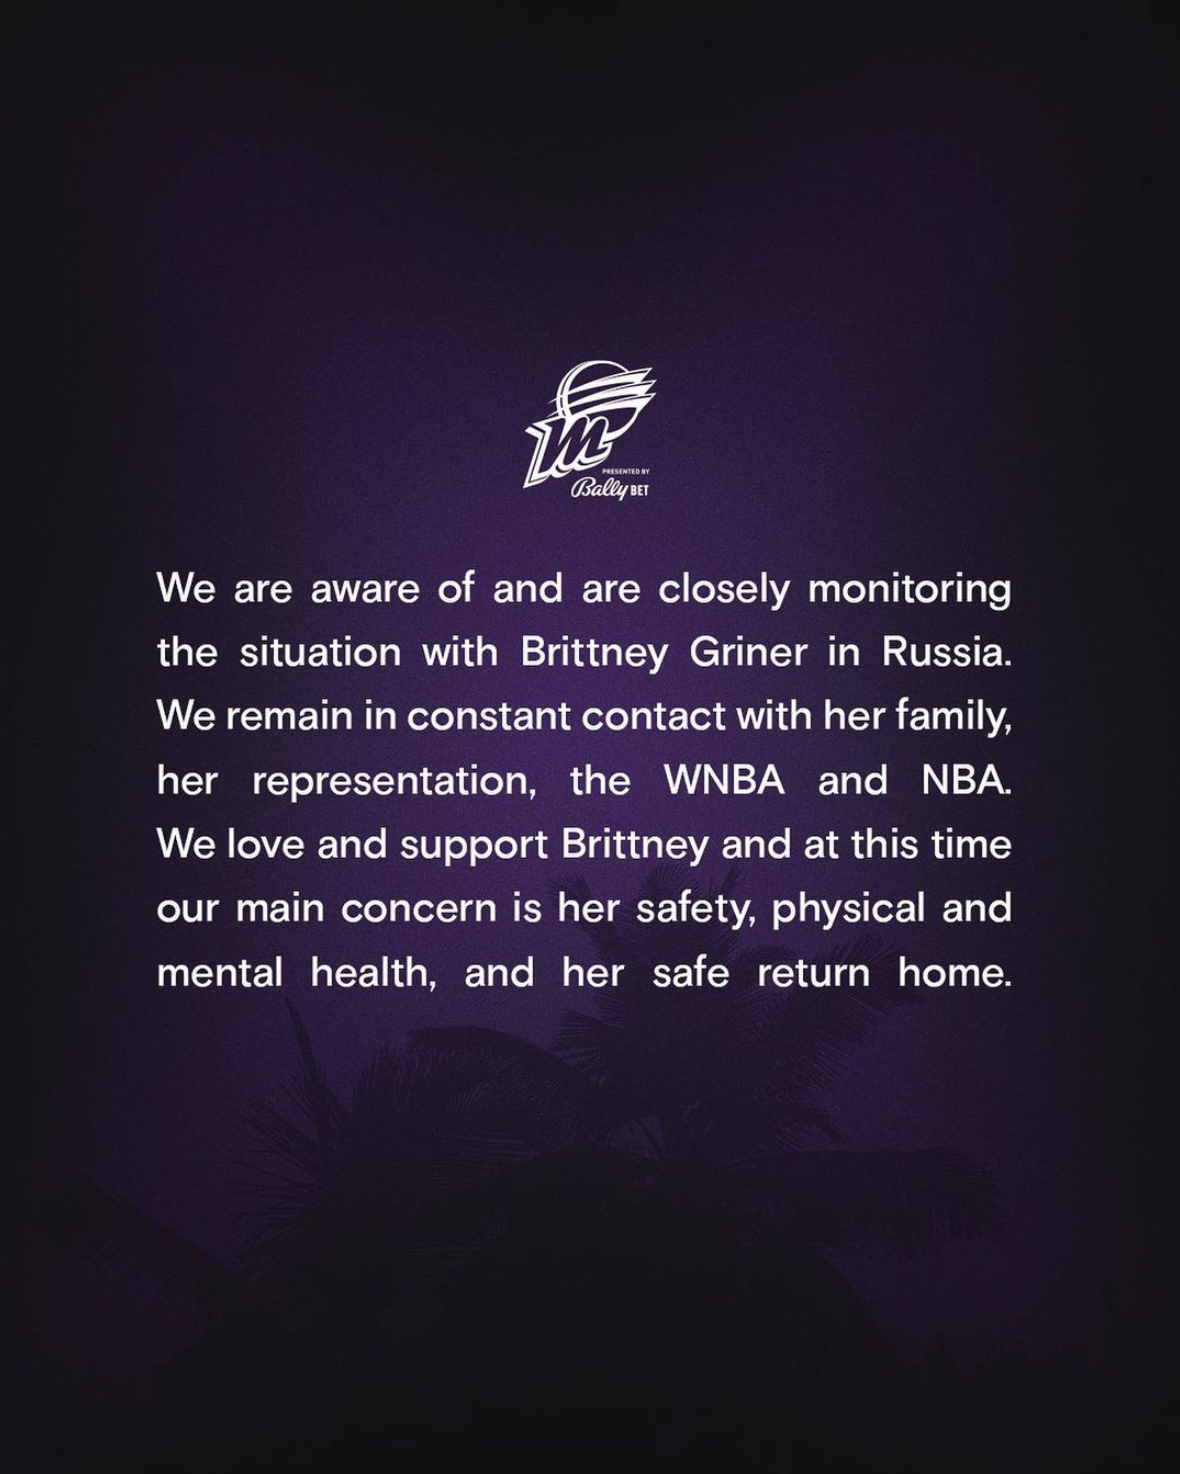 M
PRESENTED BY
Bally BET
We are aware of and are closely monitoring
the situation with Brittney Griner in Russia.
We remain in constant contact with her family,
her representation, the WNBA and NBA.
We love and support Brittney and at this time
our main concern is her safety, physical and
mental health, and her safe return home.